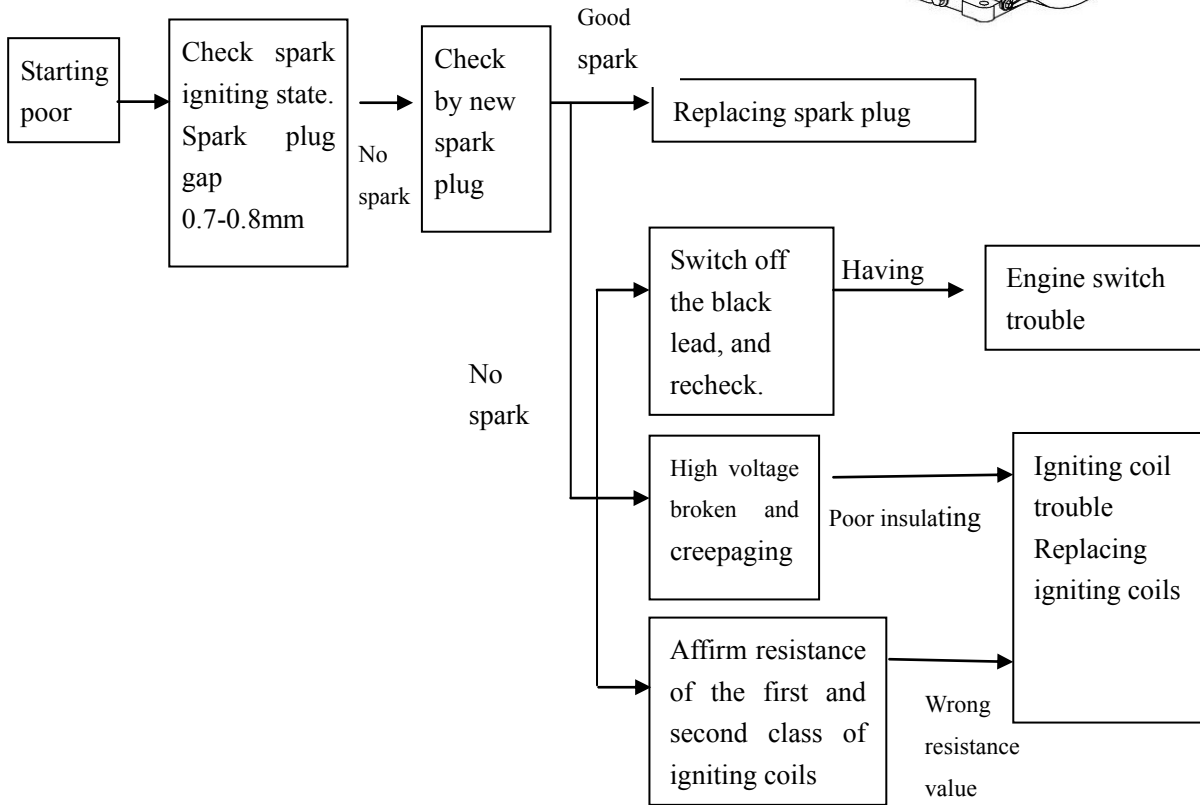 Starting
poor
Check spark
igniting state.
Spark plug
gap
0.7-0.8mm
No
spark
Check
by new
spark
plug
Good
spark
Replacing spark plug
No
spark
Switch off
the black
lead, and
recheck.
Having
Engine switch
trouble
High voltage
broken and
creepaging
Poor insulating
Igniting coil
trouble
Replacing
igniting coils
Affirm resistance
of the first and
second class of
igniting coils
Wrong
resistance
value